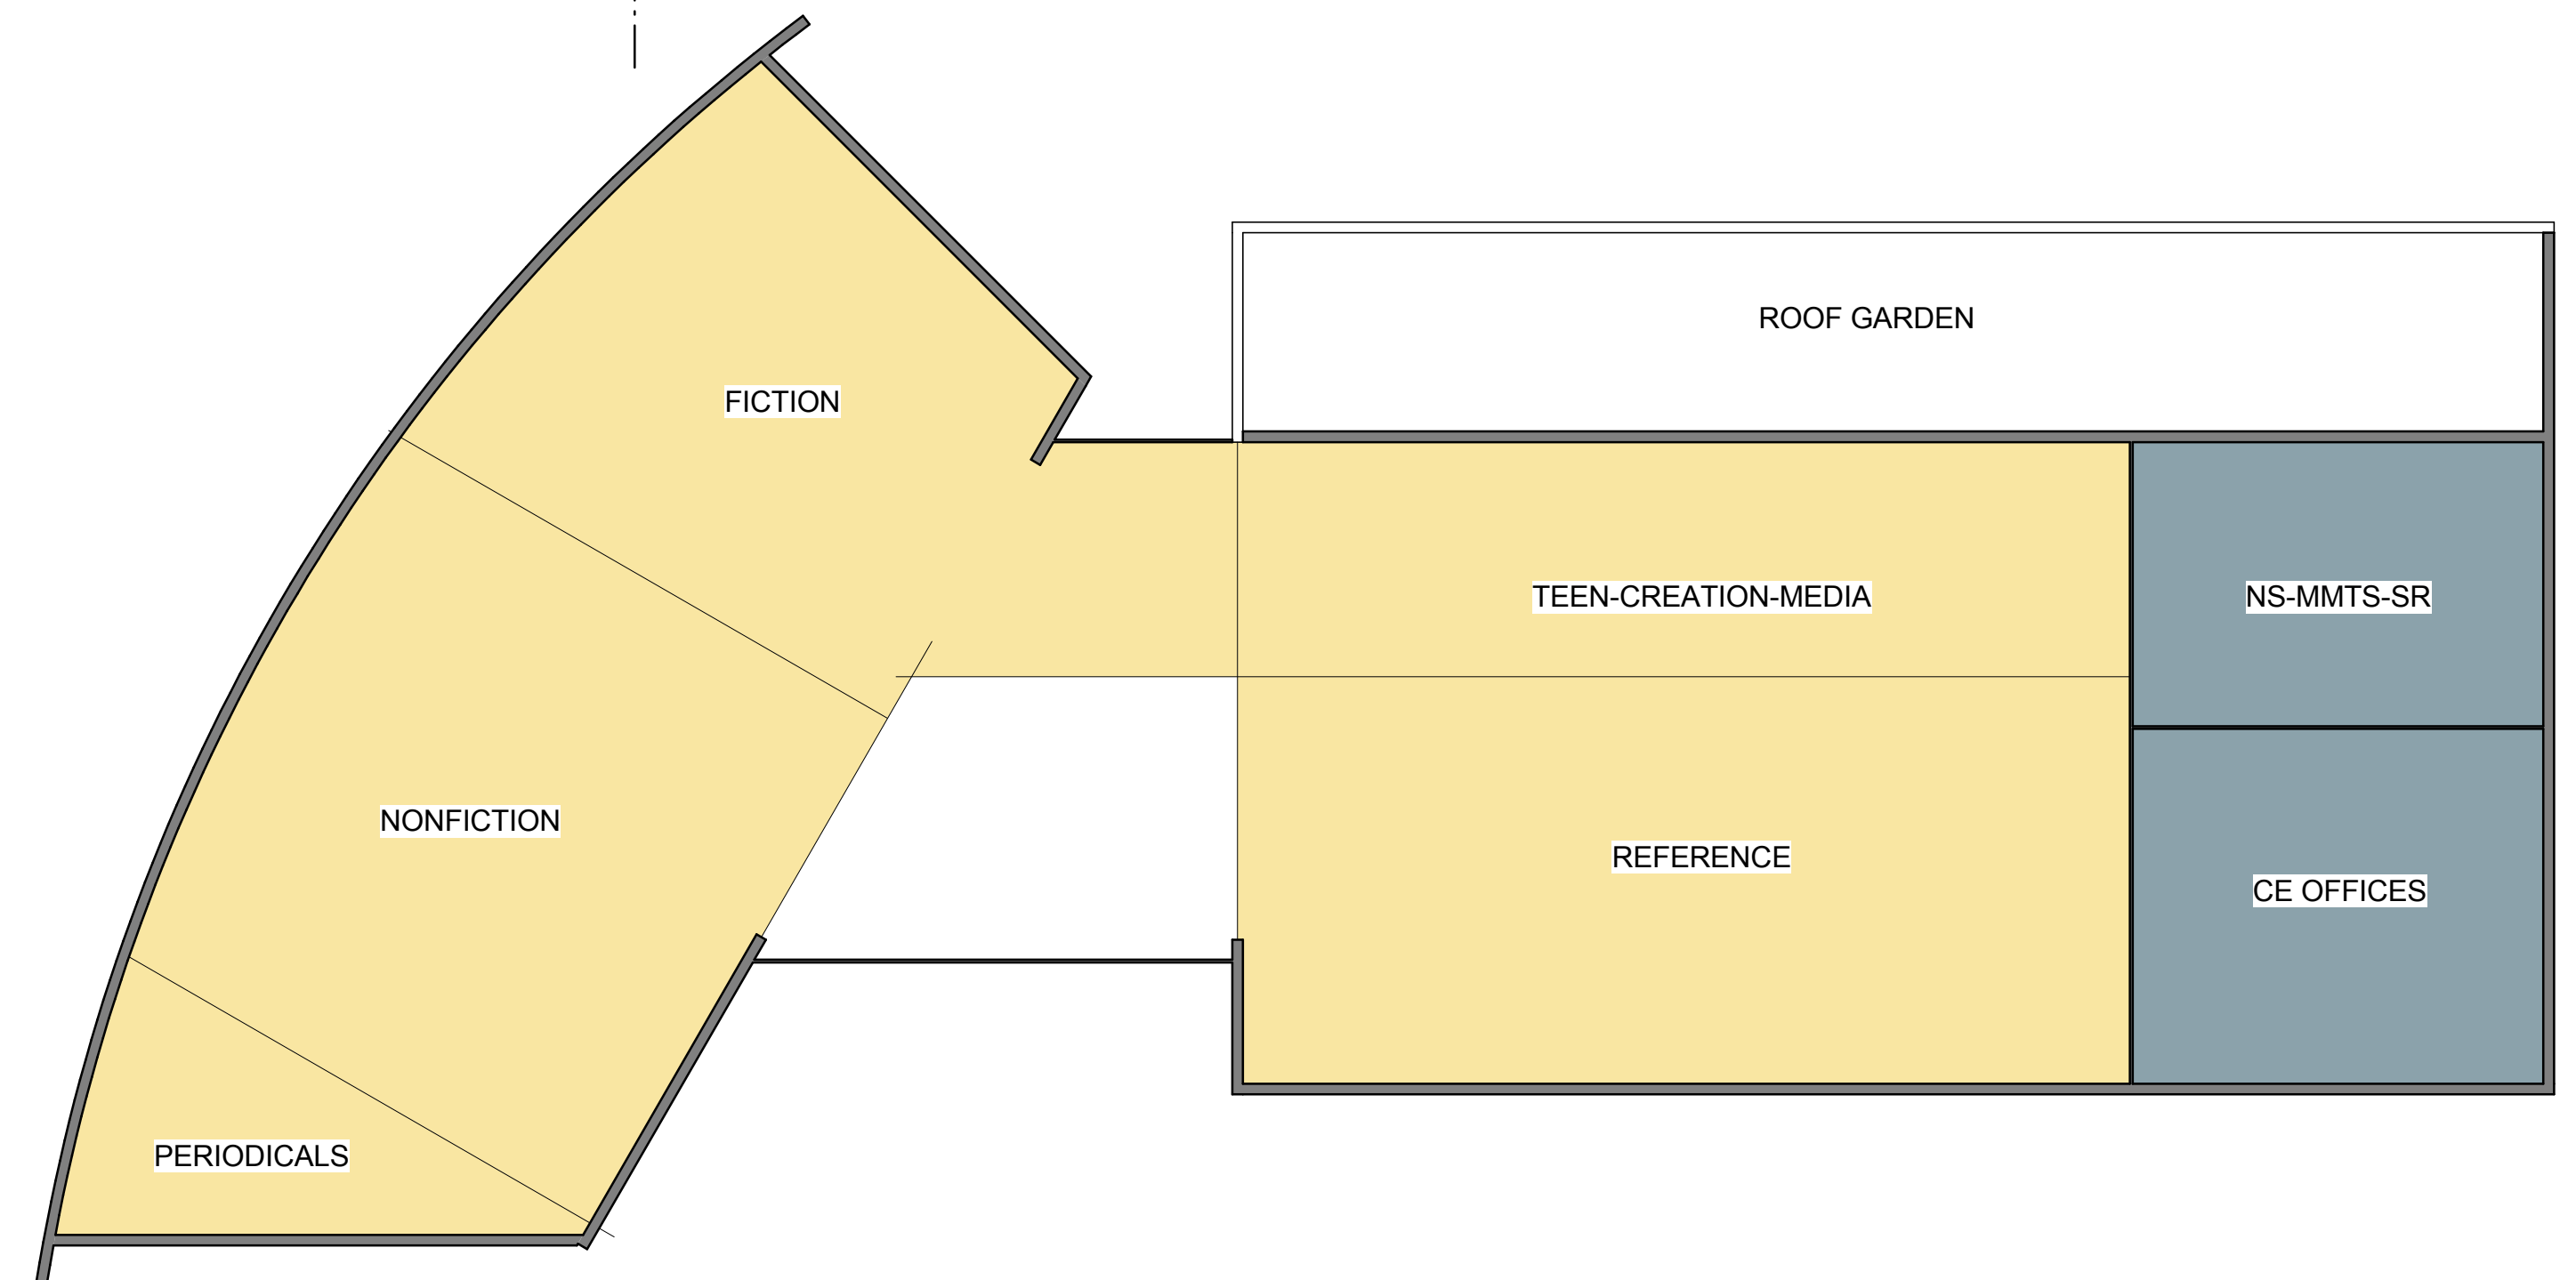 ROOF GARDEN
FICTION
TEEN-CREATION-MEDIA
NS-MMTS-SR
NONFICTION
REFERENCE
CE OFFICES
PERIODICALS